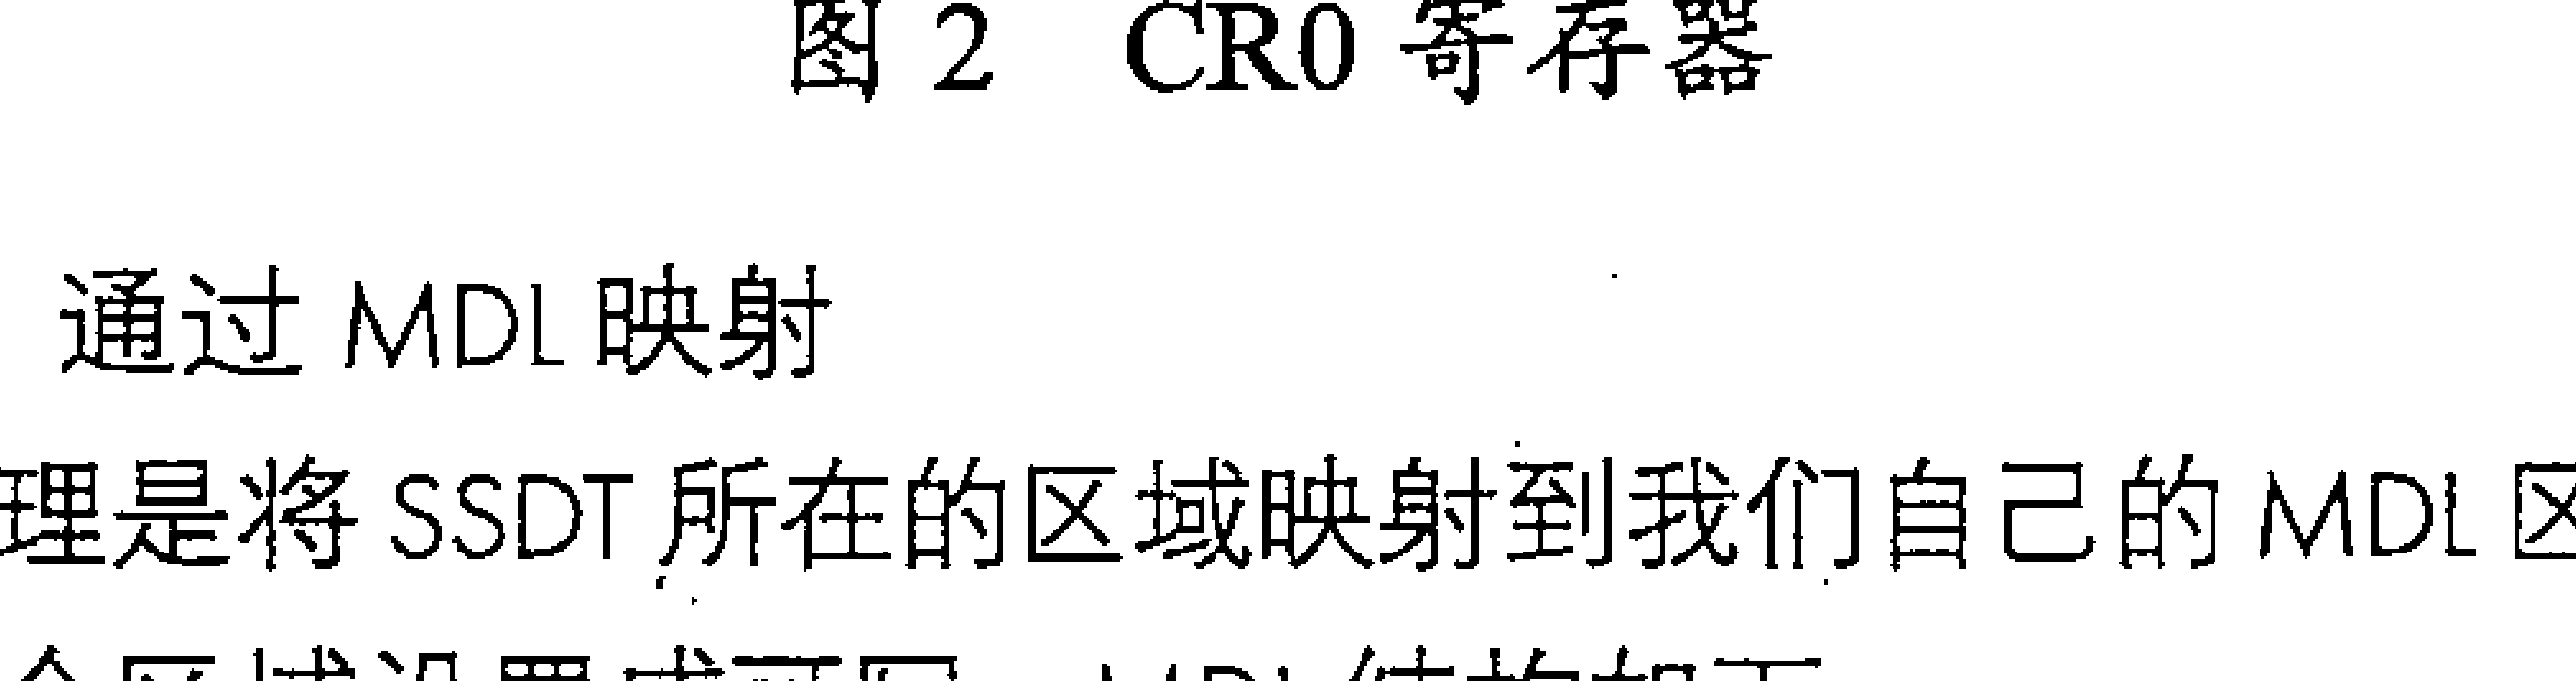 图 2 CR0 寄存器
通过 MDL 映射
理是将 SSDT 所在的区域映射到我们自己的 MDL 区